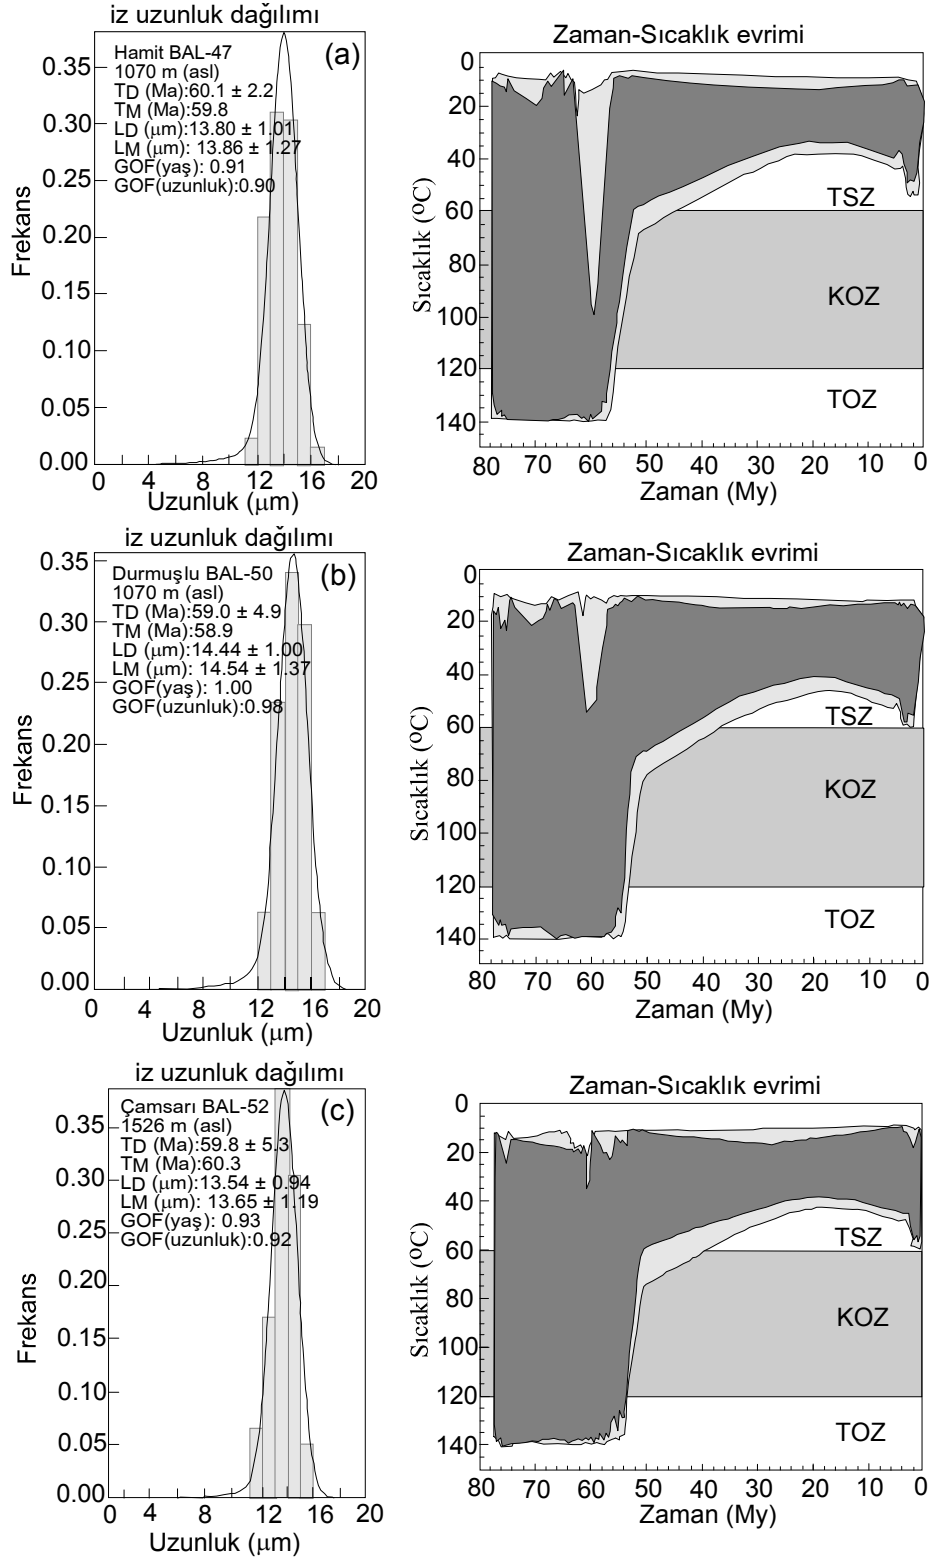 iz uzunluk dağılımı
(a)
Hamit BAL-47
1070 m (asl)
TD (Ma):60.1 ± 2.2
TM (Ma):59.8
LD (µm):13.80 ± 1.01
LM (µm): 13.86 ± 1.27
GOF(yaş): 0.91
GOF(uzunluk):0.90
Frekans
0.35
0.30
0.25
0.20
0.15
0.10
0.05
0.00
0 4 8 12 16 20
Uzunluk (µm)
Zaman-Sıcaklık evrimi
Sıcaklık (ºC)
0
20
40
60
80
100
120
140
TSZ
KOZ
TOZ
80 70 60 50 40 30 20 10 0
Zaman (My)
iz uzunluk dağılımı
(b)
Durmuşlu BAL-50
1070 m (asl)
TD (Ma):59.0 ± 4.9
TM (Ma):58.9
LD (µm):14.44 ± 1.00
LM (µm): 14.54 ± 1.37
GOF(yaş): 1.00
GOF(uzunluk):0.98
Frekans
0.35
0.30
0.25
0.20
0.15
0.10
0.05
0.00
0 4 8 12 16 20
Uzunluk (µm)
Zaman-Sıcaklık evrimi
Sıcaklık (ºC)
0
20
40
60
80
100
120
140
TSZ
KOZ
TOZ
80 70 60 50 40 30 20 10 0
Zaman (My)
iz uzunluk dağılımı
(c)
Çamsarı BAL-52
1526 m (asl)
TD (Ma):59.8 ± 5.3
TM (Ma):60.3
LD (µm):13.54 ± 0.94
LM (µm): 13.65 ± 1.19
GOF(yaş): 0.93
GOF(uzunluk):0.92
Frekans
0.35
0.30
0.25
0.20
0.15
0.10
0.05
0.00
0 4 8 12 16 20
Uzunluk (µm)
Zaman-Sıcaklık evrimi
Sıcaklık (ºC)
0
20
40
60
80
100
120
140
TSZ
KOZ
TOZ
80 70 60 50 40 30 20 10 0
Zaman (My)